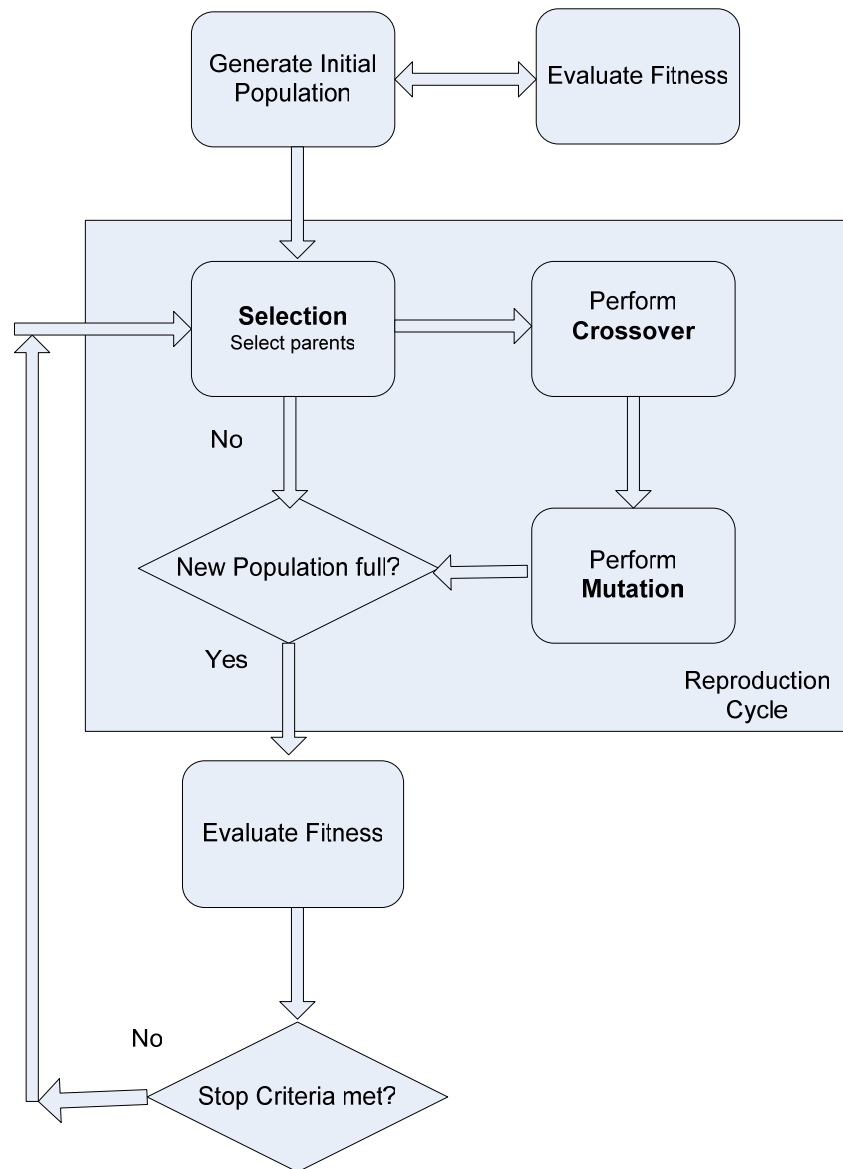 Generate Initial
Population
Evaluate Fitness
Selection
Select parents
Perform
Crossover
No
New Population full?
Perform
Mutation
Yes
Reproduction
Cycle
Evaluate Fitness
No
Stop Criteria met?